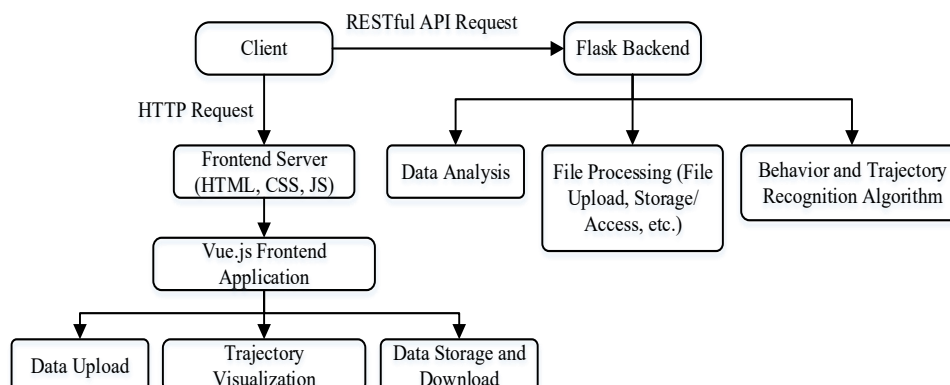 RESTful API Request
Client
Flask Backend
HTTP Request
Frontend Server
(HTML, CSS, JS)
Data Analysis
File Processing (File
Upload, Storage/
Access, etc.)
Behavior and Trajectory
Recognition Algorithm
Vue.js Frontend
Application
Data Upload
Trajectory
Visualization
Data Storage and
Download